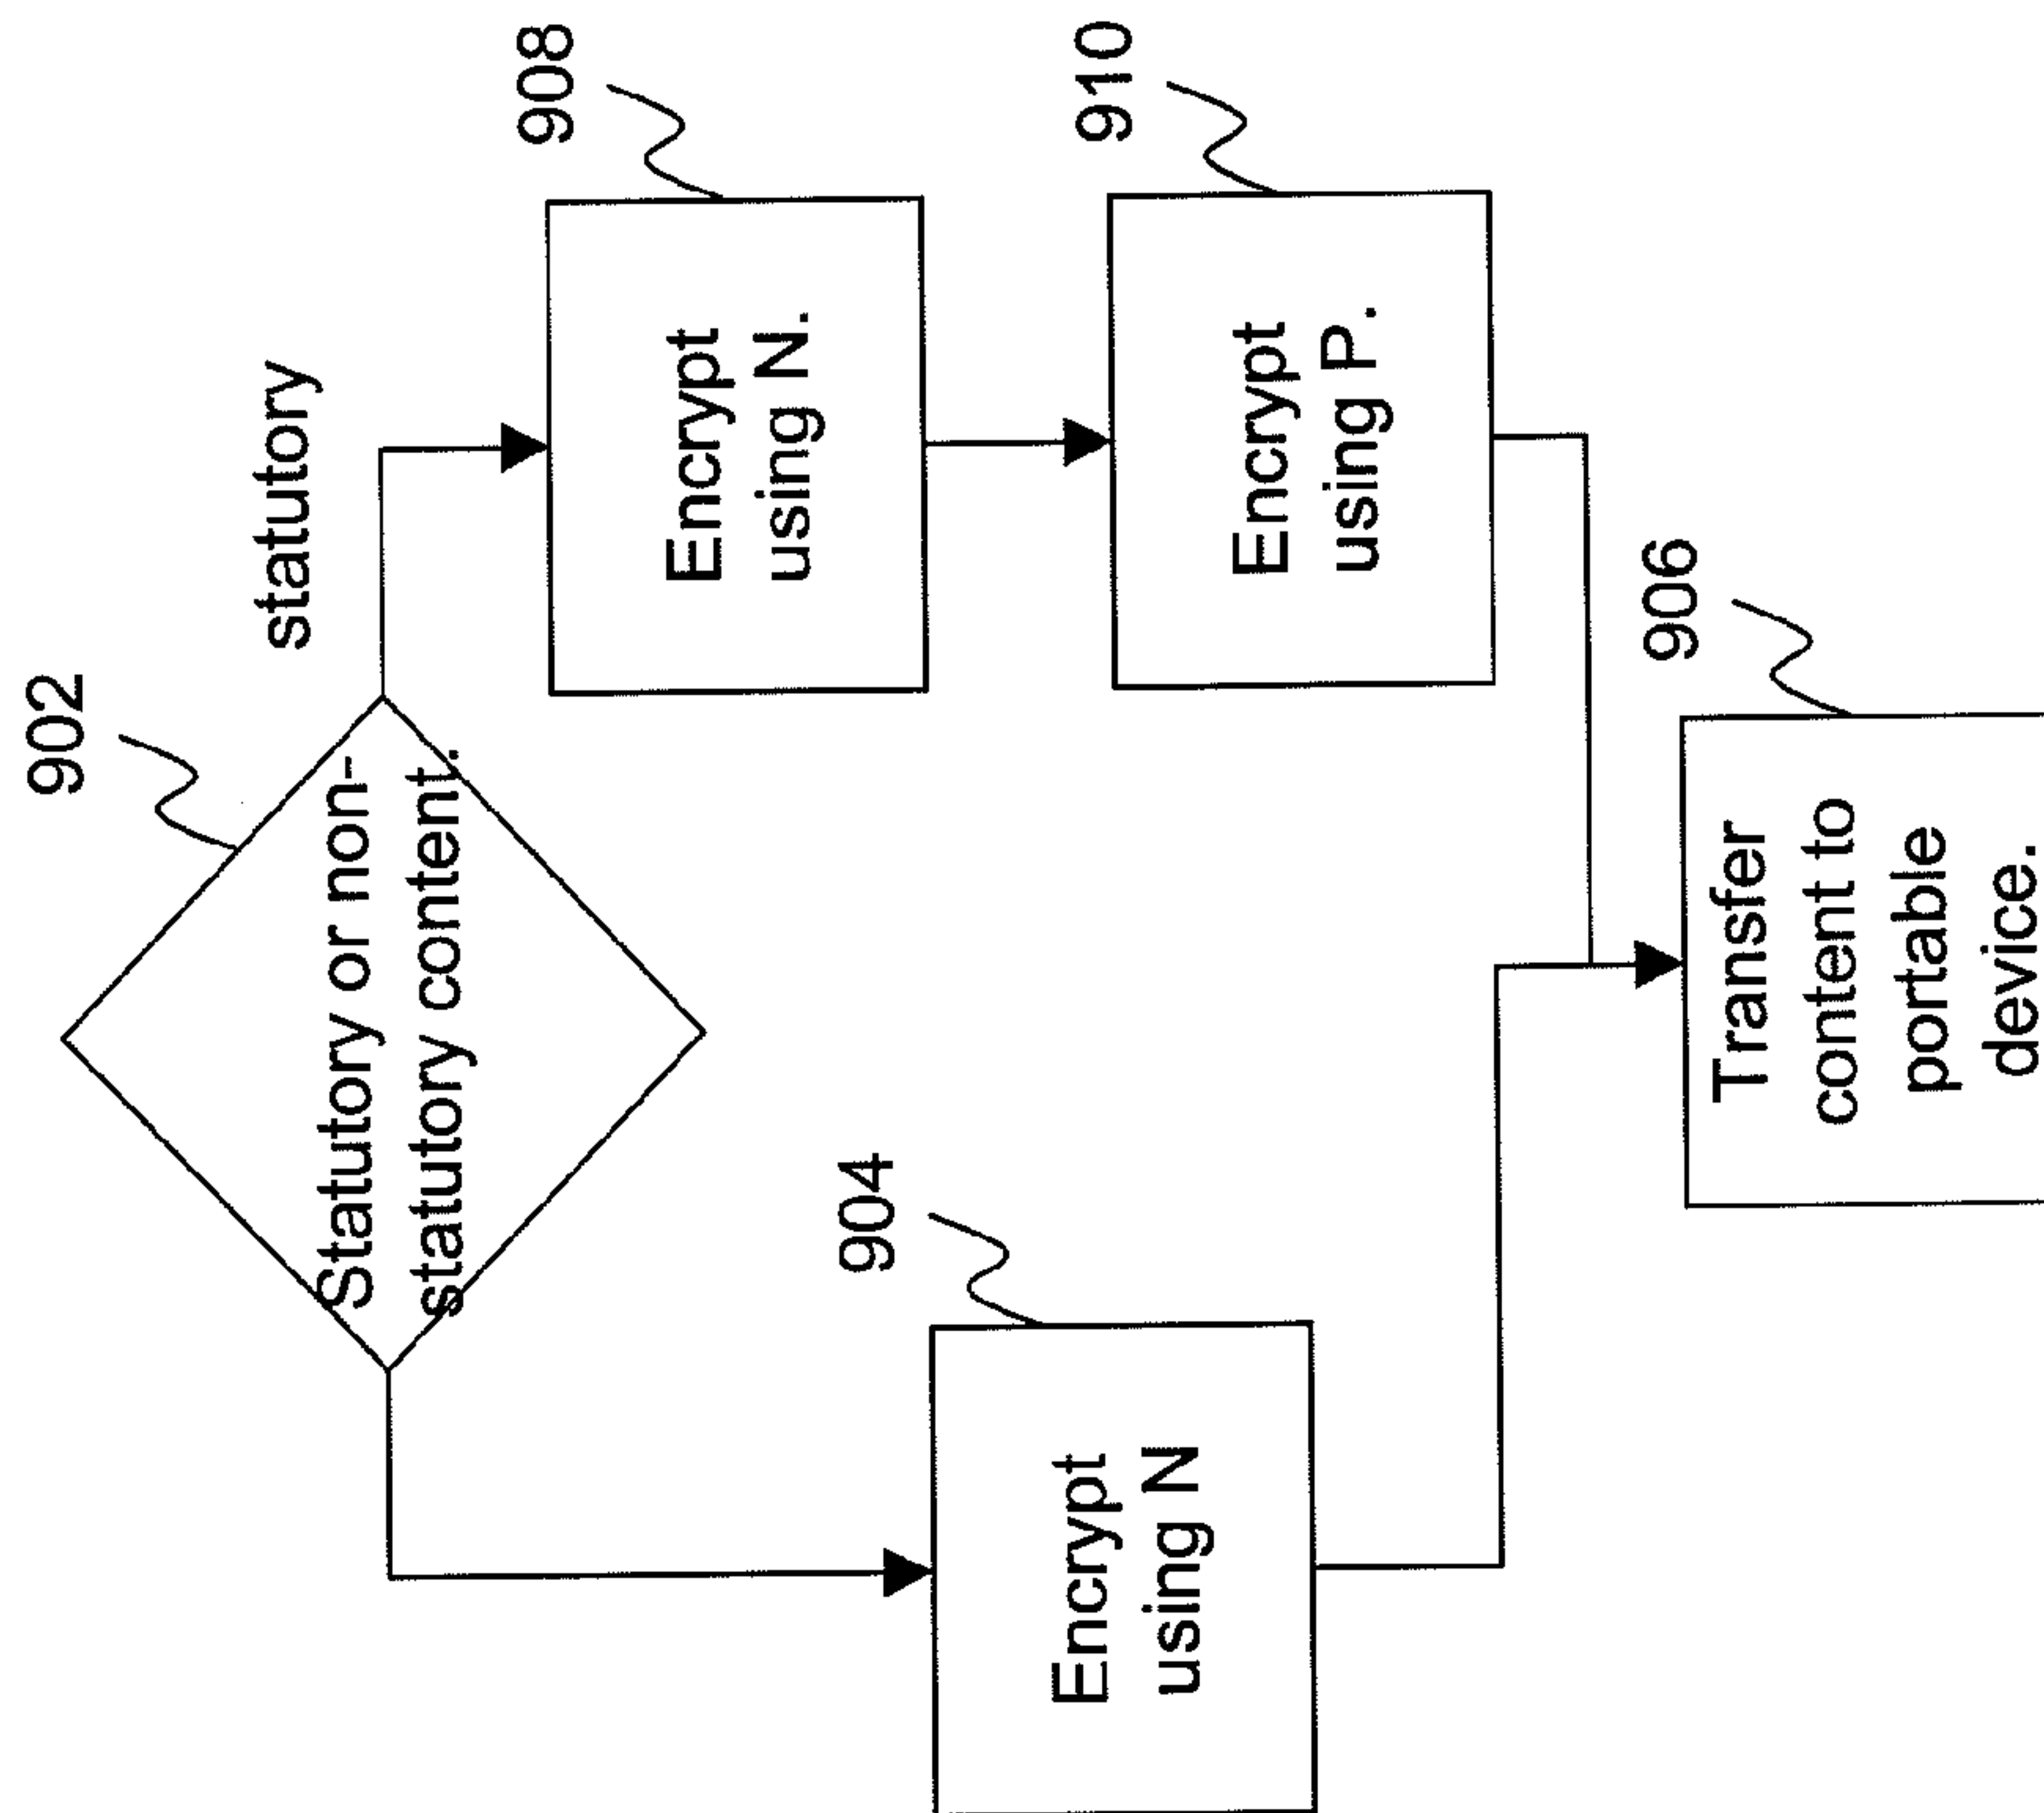 902
Statutory or non-
statutory content.
statutory
908
Encrypt
using N.
910
Encrypt
using P.
904
Encrypt
using N
906
Transfer
content to
portable
device.